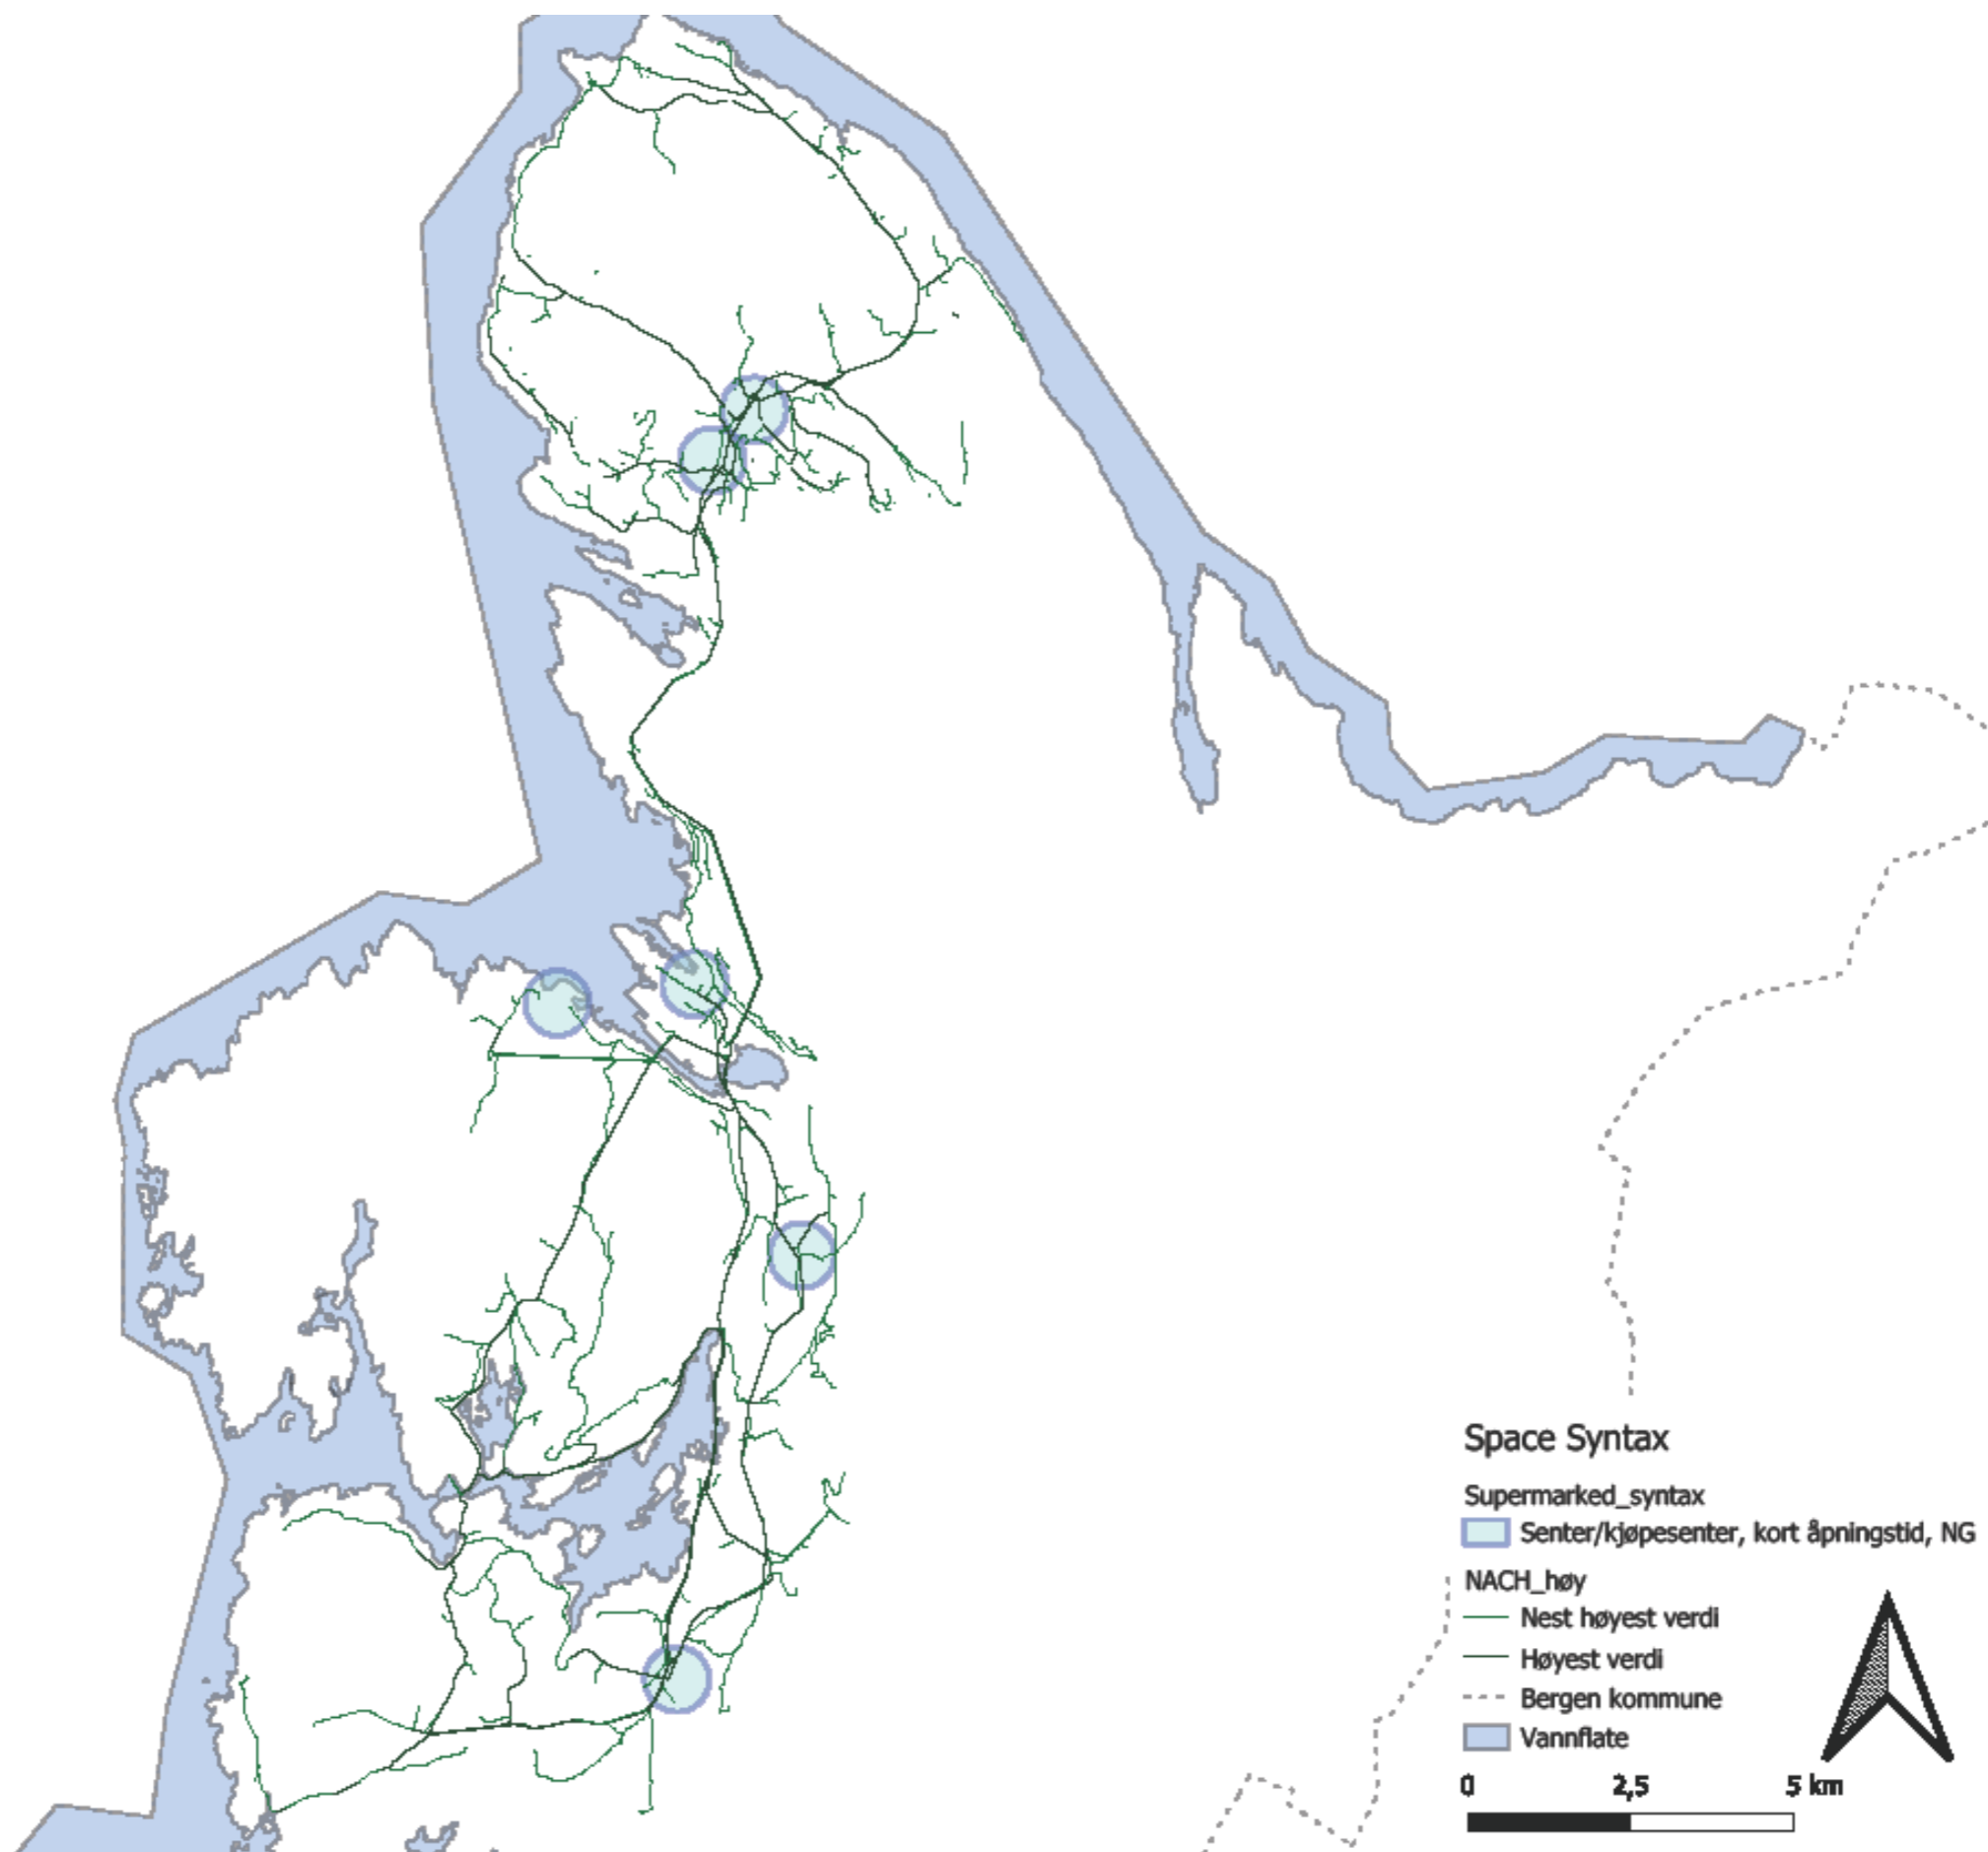 Space Syntax
Supermarked_syntax
Senter/kjøpesenter, kort åpningstid, NG
NACH_høy
Nest høyest verdi
Høyest verdi
Bergen kommune
Vannflate
0 2,5 5 km